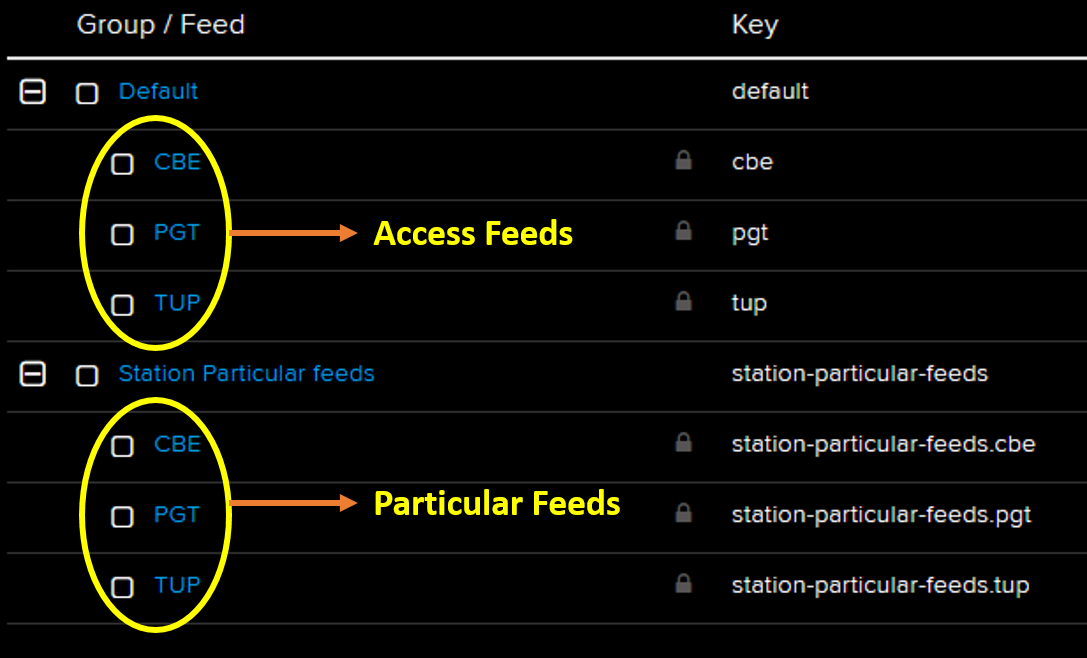 Group / Feed Key
Default default
CBE cbe
PGT Access Feeds pgt
TUP tup
Station Particular feeds station-particular-feeds
CBE station-particular-feeds.cbe
Particular Feeds
PGT station-particular-feeds.pgt
TUP station-particular-feeds.tup